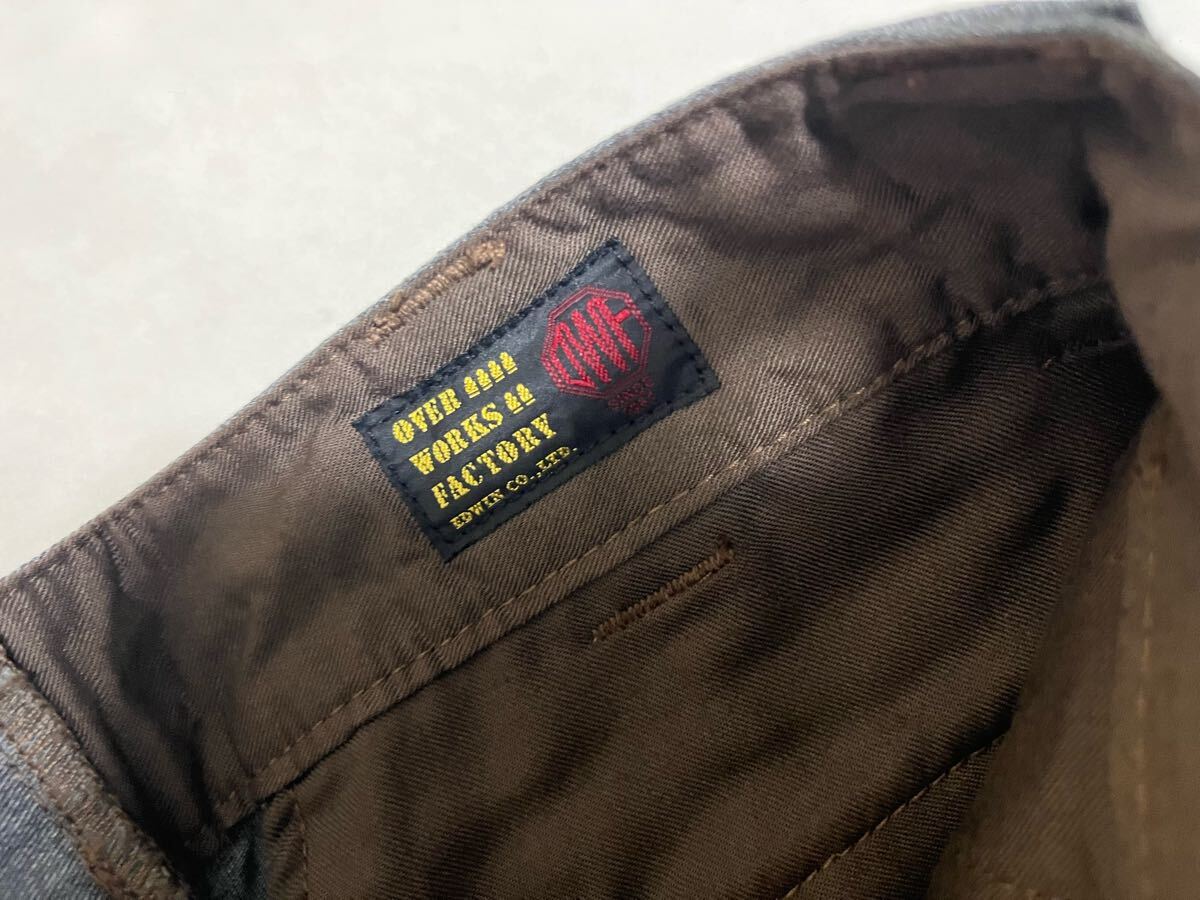 OVER
WORKS
FACTORY
EDWIN CO.,LTD.
OWF